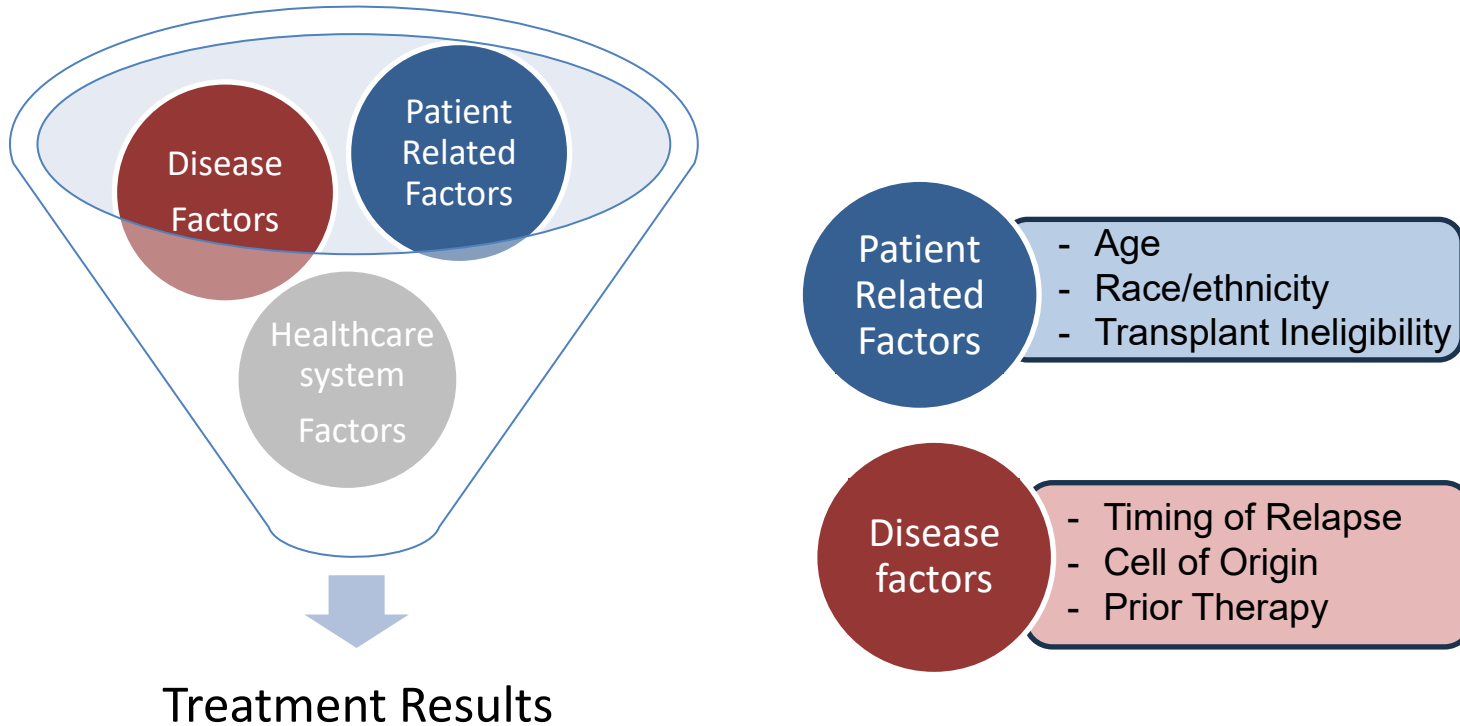 Disease
Factors
Patient
Related
Factors
Healthcare
system
Factors
Treatment Results
Patient
Related
Factors
- Age
- Race/ethnicity
- Transplant Ineligibility
Disease
factors
- Timing of Relapse
- Cell of Origin
- Prior Therapy